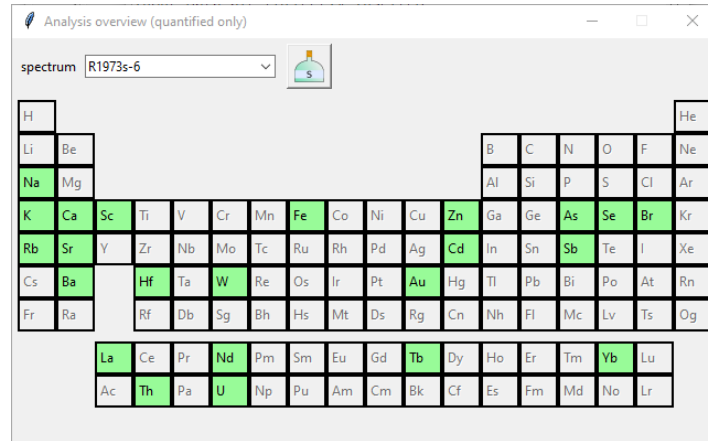 Analysis overview (quantified only)
spectrum R1973s-6
S
H He
Li Be B C N O F Ne
Na Mg Al Si P S Cl Ar
K Ca Sc Ti V Cr Mn Fe Co Ni Cu Zn Ga Ge As Se Br Kr
Rb Sr Y Zr Nb Mo Tc Ru Rh Pd Ag Cd In Sn Sb Te I Xe
Cs Ba Hf Ta W Re Os Ir Pt Au Hg Tl Pb Bi Po At Rn
Fr Ra Rf Db Sg Bh Hs Mt Ds Rg Cn Nh Fl Mc Lv Ts Og
La Ce Pr Nd Pm Sm Eu Gd Tb Dy Ho Er Tm Yb Lu
Ac Th Pa U Np Pu Am Cm Bk Cf Es Fm Md No Lr